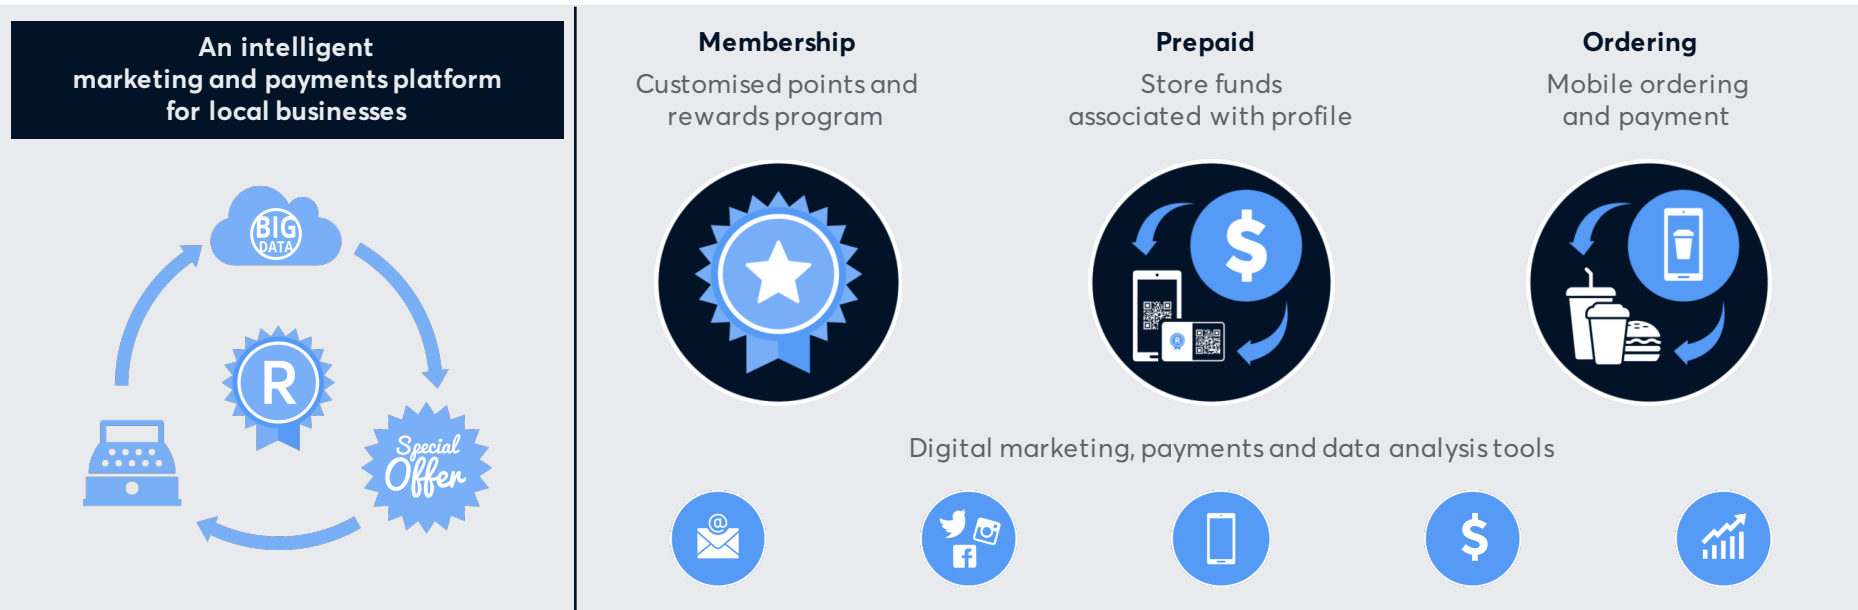 An intelligent
marketing and payments platform
for local businesses
BIG
DATA
R
Special
Offer
Membership
Customised points and
rewards program
Prepaid
Store funds
associated with profile
$
R
Ordering
Mobile ordering
and payment
Digital marketing, payments and data analysis tools
@
f
$